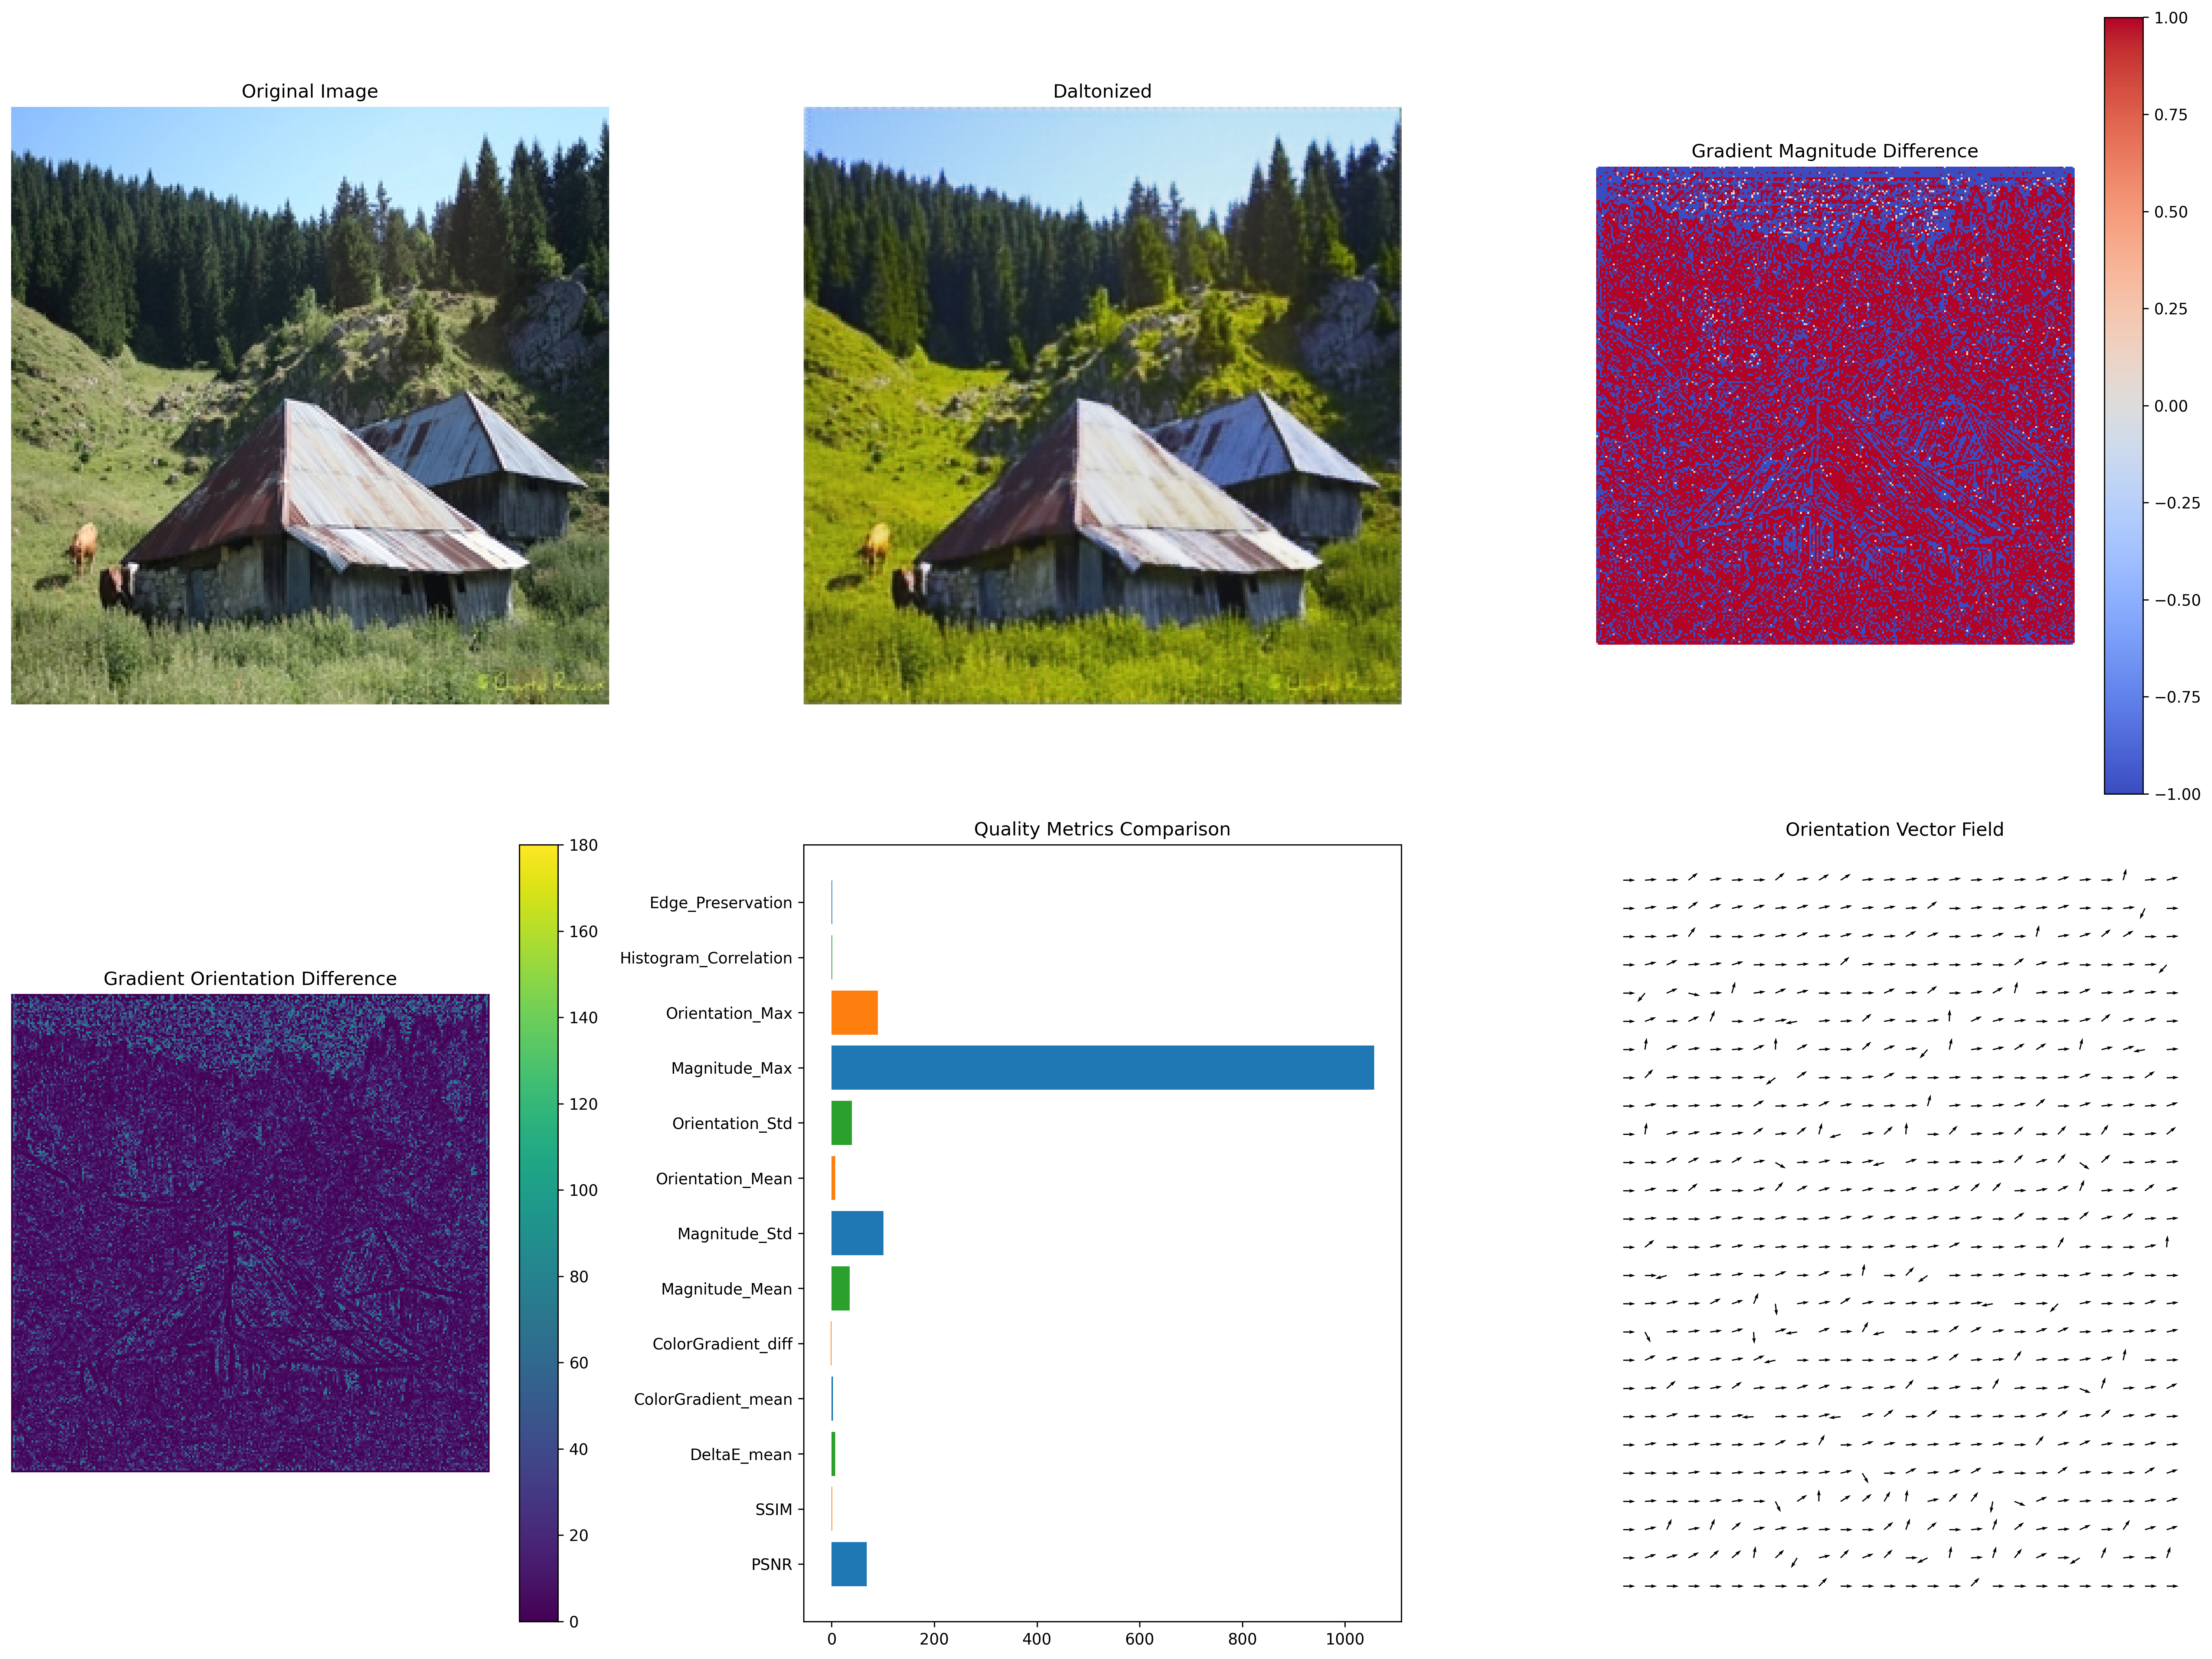 Original Image
Daltonized
Gradient Magnitude Difference
1.00
0.75
0.50
0.25
0.00
−0.25
−0.50
−0.75
−1.00
Gradient Orientation Difference
180
160
140
120
100
80
60
40
20
0
Quality Metrics Comparison
Edge_Preservation
Histogram_Correlation
Orientation_Max
Magnitude_Max
Orientation_Std
Orientation_Mean
Magnitude_Std
Magnitude_Mean
ColorGradient_diff
ColorGradient_mean
DeltaE_mean
SSIM
PSNR
0 200 400 600 800 1000
Orientation Vector Field